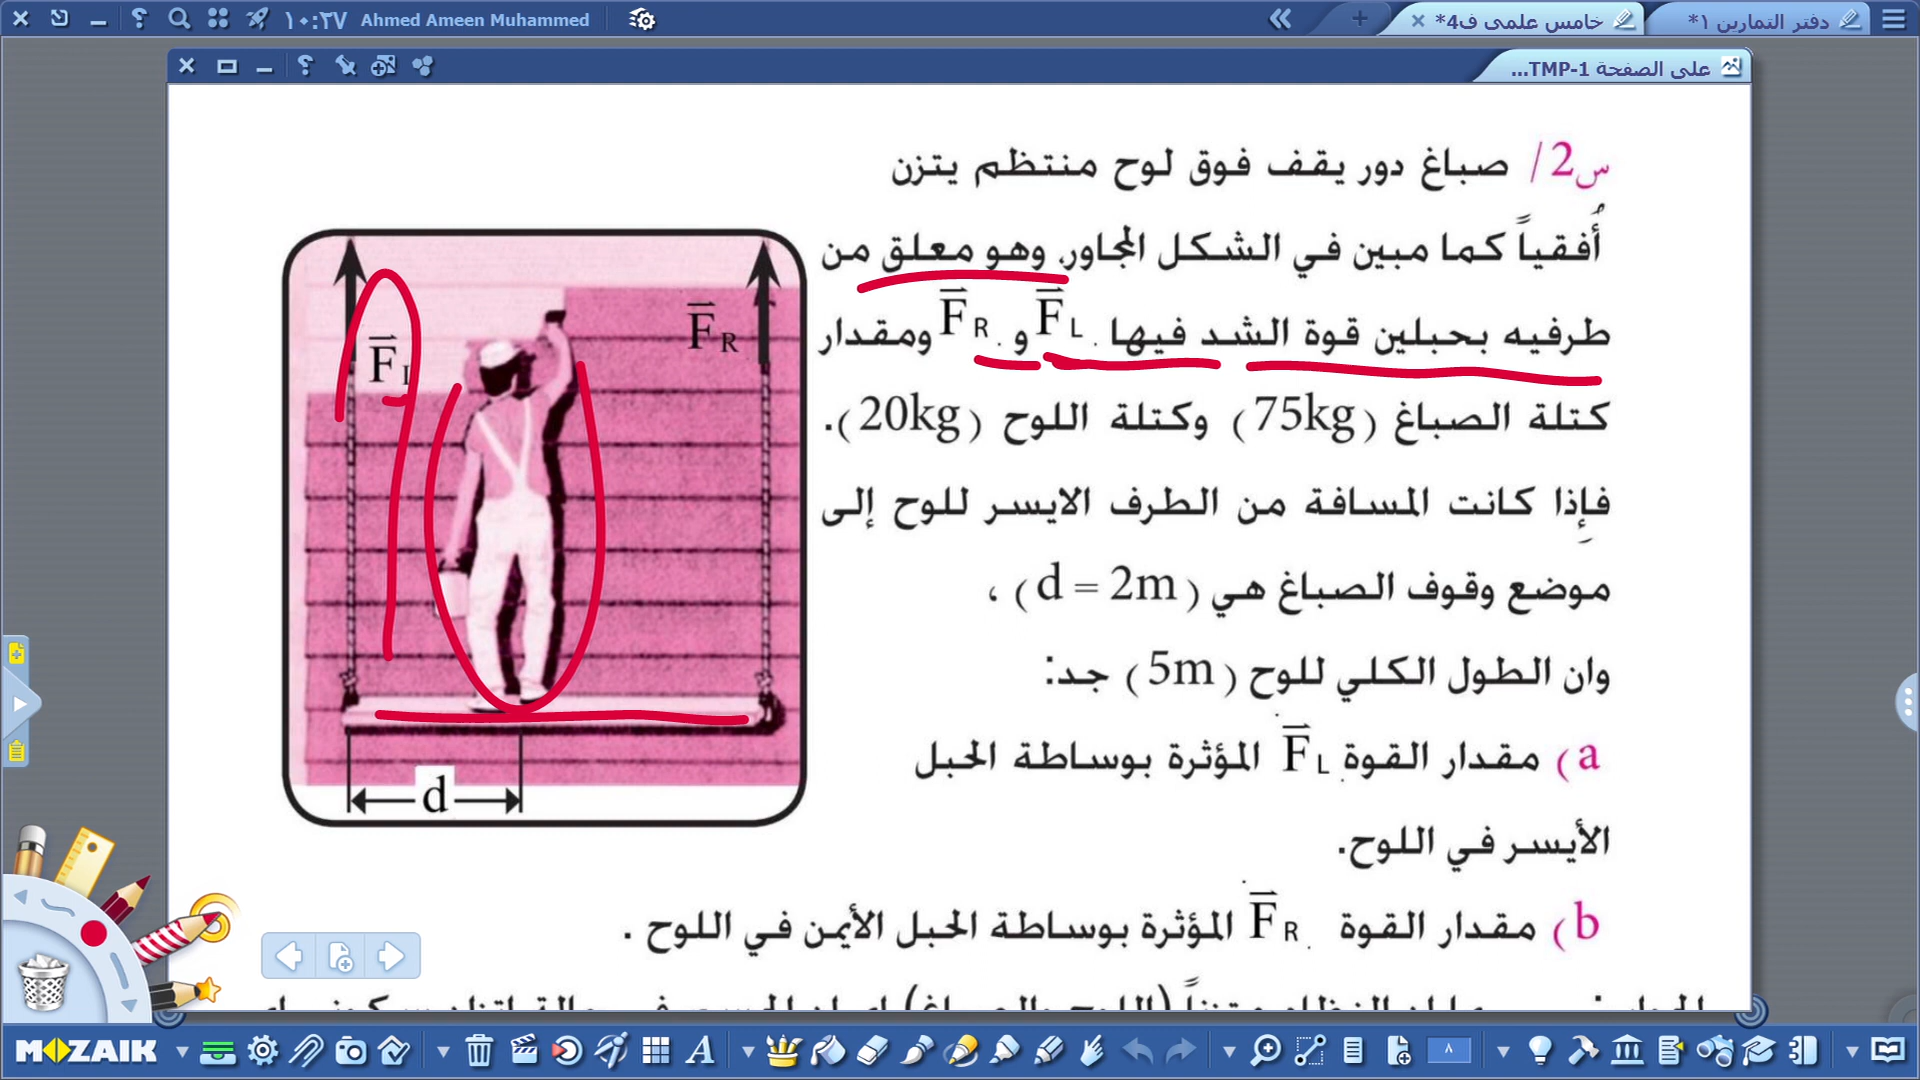 ١٠:٣٧ Ahmed Ameen Muhammed
خامس علمي ف4*
دفتر التمارين ١*
على الصفحة TMP-1...
س2/ صباغ دور يقف فوق لوح منتظم يتزن
أُفقياً كما مبين في الشكل المجاور. وهو معلق من
طرفيه بحبلين قوة الشد فيها F L و F R ومقدار
كتلة الصباغ (75kg) وكتلة اللوح (20kg).
فإذا كانت المسافة من الطرف الايسر للوح إلى
موضع وقوف الصباغ هي (d = 2m) ،
وان الطول الكلي للوح (5m) جد:
a) مقدار القوة F L المؤثرة بوساطة الحبل
الأيسر في اللوح.
b) مقدار القوة F R المؤثرة بوساطة الحبل الأيمن في اللوح .
F L
F R
d
MOZAIK